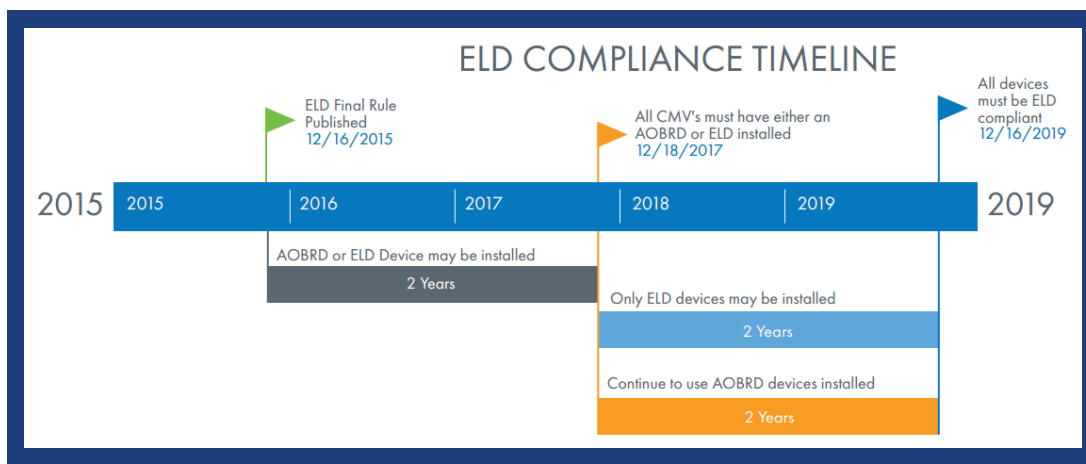 ELD COMPLIANCE TIMELINE
ELD Final Rule
Published
12/16/2015
All CMV's must have either an
AOBRD or ELD installed
12/18/2017
All devices
must be ELD
compliant
12/16/2019
2015
2015
2016
2017
2018
2019
2019
AOBRD or ELD Device may be installed
2 Years
Only ELD devices may be installed
2 Years
Continue to use AOBRD devices installed
2 Years